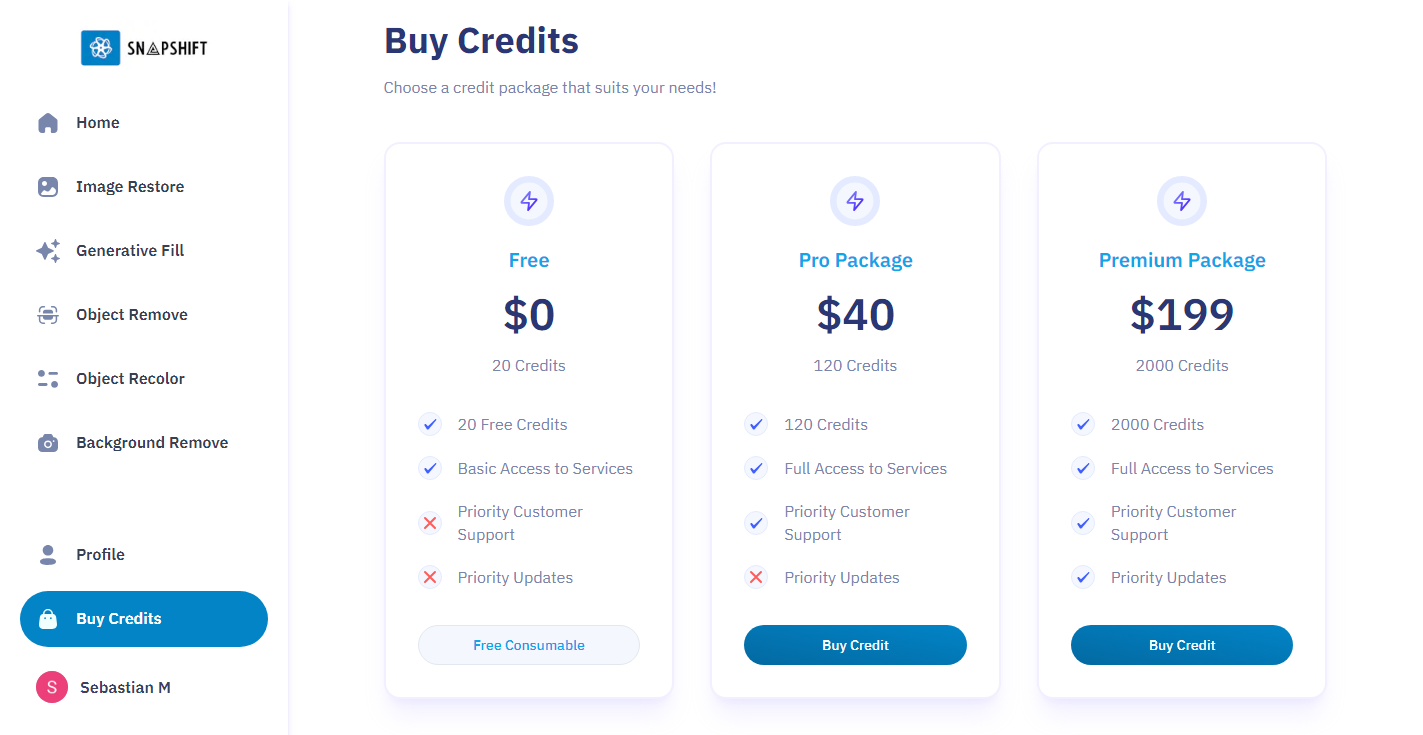 SNAPSHIFT
Home
Image Restore
Generative Fill
Object Remove
Object Recolor
Background Remove
Profile
Buy Credits
S
Sebastian M
Buy Credits
Choose a credit package that suits your needs!
Free
$0
20 Credits
20 Free Credits
Basic Access to Services
Priority Customer
Support
Priority Updates
Free Consumable
Pro Package
$40
120 Credits
120 Credits
Full Access to Services
Priority Customer
Support
Priority Updates
Buy Credit
Premium Package
$199
2000 Credits
2000 Credits
Full Access to Services
Priority Customer
Support
Priority Updates
Buy Credit